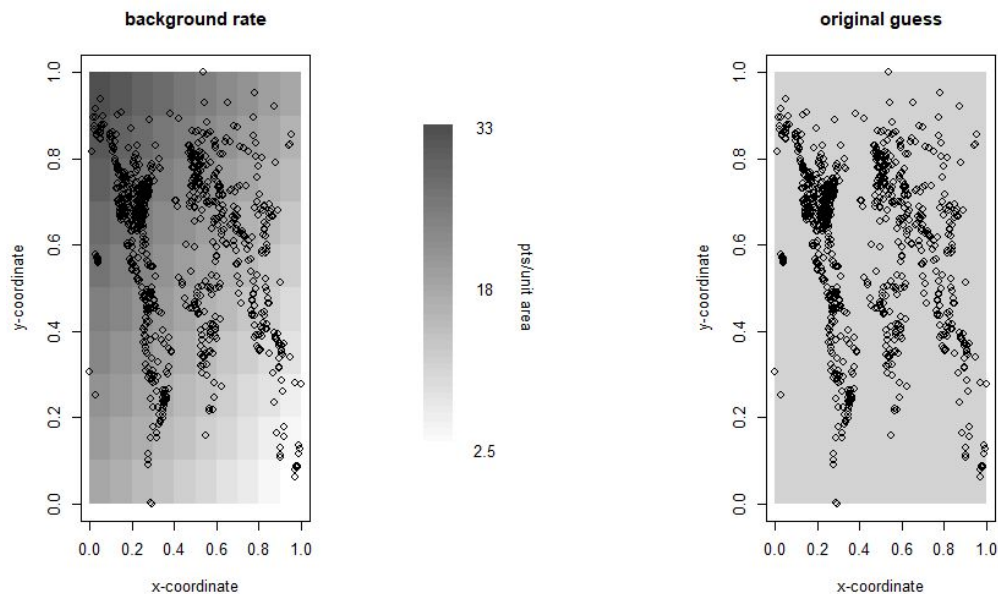 background rate
original guess
y-coordinate
1.0
0.8
0.6
0.4
0.2
0.0
0.0 0.2 0.4 0.6 0.8 1.0
x-coordinate
33
18
2.5
pts/unit area
y-coordinate
1.0
0.8
0.6
0.4
0.2
0.0
0.0 0.2 0.4 0.6 0.8 1.0
x-coordinate